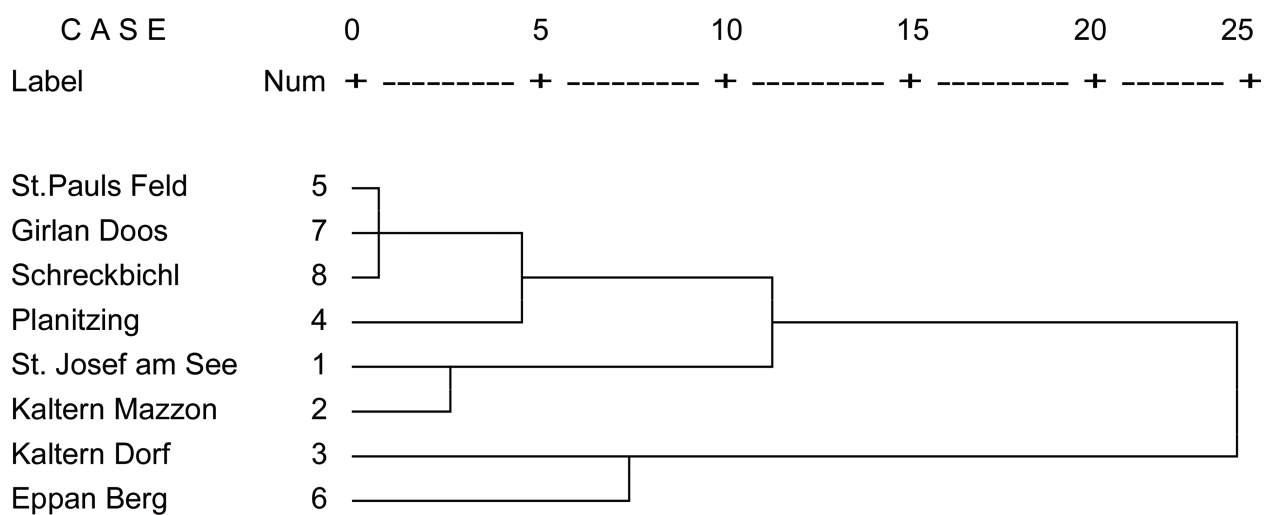 C A S E 0 5 10 15 20 25
Label Num + --------- + --------- + --------- + --------- + ------- +
St.Pauls Feld 5
Girlan Doos 7
Schreckbichl 8
Planitzing 4
St. Josef am See 1
Kaltern Mazzon 2
Kaltern Dorf 3
Eppan Berg 6